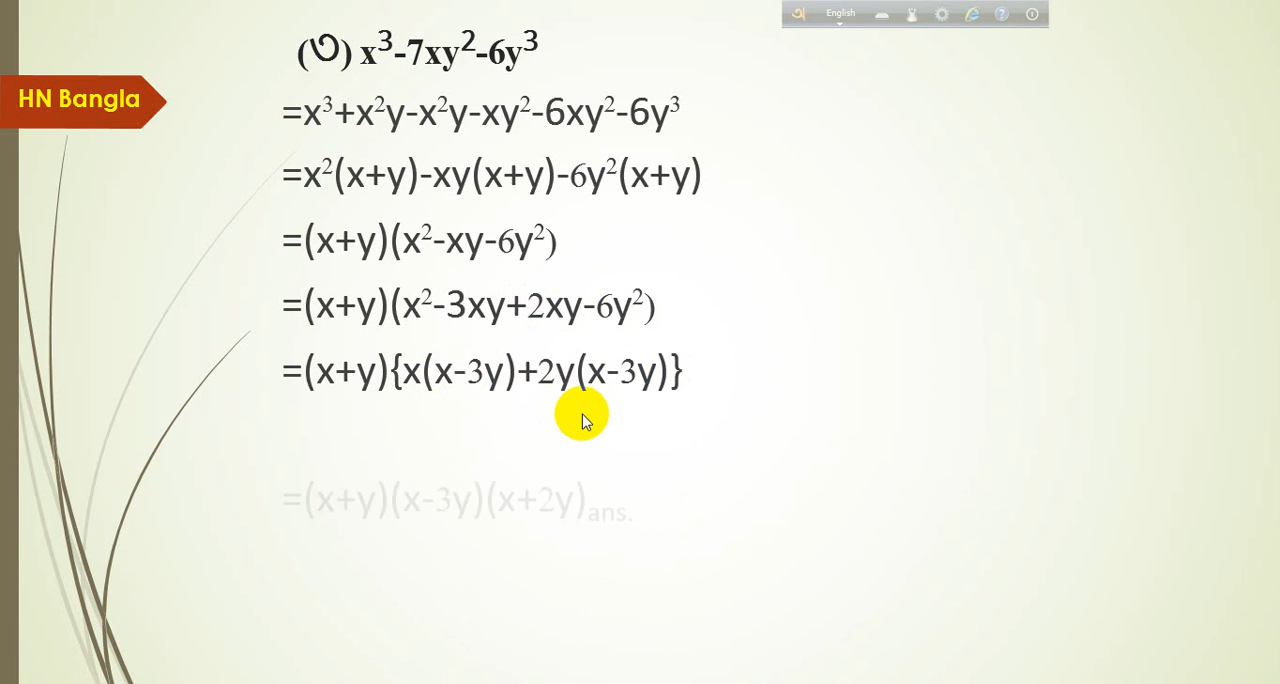 English
(৩) x³-7xy²-6y³
HN Bangla
=x³+x²y-x²y-xy²-6xy²-6y³
=x²(x+y)-xy(x+y)-6y²(x+y)
=(x+y)(x²-xy-6y²)
=(x+y)(x²-3xy+2xy-6y²)
=(x+y){x(x-3y)+2y(x-3y)}
=(x+y)(x-3y)(x+2y)ans.